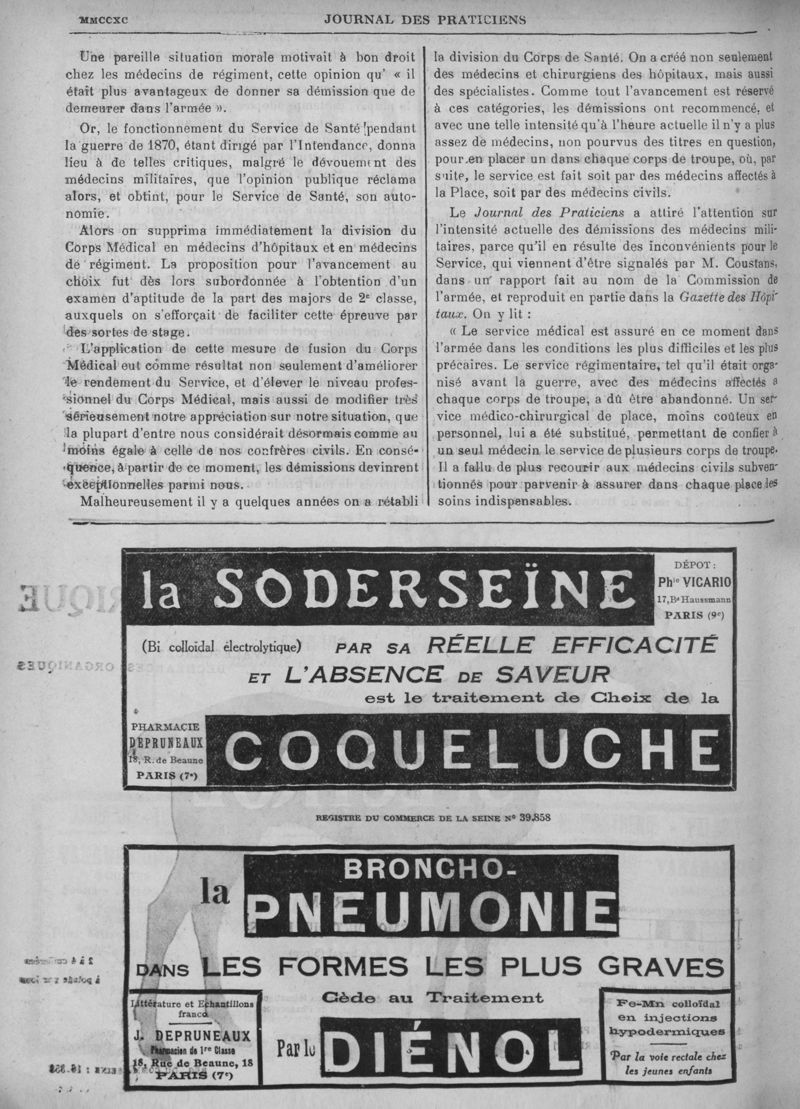 MMCCXC
JOURNAL DES PRATICIENS
Une pareille situation morale motivait à bon droit
chez les médecins de régiment, cette opinion qu' « il
était plus avantageux de donner sa démission que de
demeurer dans l'armée ».
Or, le fonctionnement du Service de Santé pendant
la guerre de 1870, étant dirigé par l'Intendance, donna
lieu à de telles critiques, malgré le dévouement des
médecins militaires, que l'opinion publique réclama
alors, et obtint, pour le Service de Santé, son auto-
nomie.
Alors on supprima immédiatement la division du
Corps Médical en médecins d'hôpitaux et en médecins
de régiment. La proposition pour l'avancement au
choix fut dès lors subordonnée à l'obtention d'un
examen d'aptitude de la part des majors de 2e classe,
auxquels on s'efforçait de faciliter cette épreuve par
des sortes de stage.
L'application de cette mesure de fusion du Corps
Médical eut comme résultat non seulement d'améliorer
le rendement du Service, et d'élever le niveau profes-
sionnel du Corps Médical, mais aussi de modifier très
sérieusement notre appréciation sur notre situation, que
la plupart d'entre nous considérait désormais comme au
moins égale à celle de nos confrères civils. En consé-
quence, à partir de ce moment, les démissions devinrent
exceptionnelles parmi nous.
Malheureusement il y a quelques années on a rétabli
la division du Corps de Santé. On a créé non seulement
des médecins et chirurgiens des hôpitaux, mais aussi
des spécialistes. Comme tout l'avancement est réservé
à ces catégories, les démissions ont recommencé, et
avec une telle intensité qu'à l'heure actuelle il n'y a plus
assez de médecins, non pourvus des titres en question,
pour en placer un dans chaque corps de troupe, où, par
suite, le service est fait soit par des médecins affectés à
la Place, soit par des médecins civils.
Le Journal des Praticiens a attiré l'attention sur
l'intensité actuelle des démissions des médecins mili-
taires, parce qu'il en résulte des inconvénients pour le
Service, qui viennent d'être signalés par M. Coustans,
dans un rapport fait au nom de la Commission de
l'armée, et reproduit en partie dans la Gazette des Hôpi-
taux. On y lit :
« Le service médical est assuré en ce moment dans
l'armée dans les conditions les plus difficiles et les plus
précaires. Le service régimentaire, tel qu'il était orga-
nisé avant la guerre, avec des médecins affectés a
chaque corps de troupe, a dû être abandonné. Un ser-
vice médico-chirurgical de place, moins coûteux en
personnel, lui a été substitué, permettant de confier à
un seul médecin le service de plusieurs corps de troupe.
Il a fallu de plus recourir aux médecins civils subven-
tionnés pour parvenir à assurer dans chaque place les
soins indispensables.
la SODERSEÏNE
DÉPOT :
Phie VICARIO
17, Bd Haussmann
PARIS (9e)
(Bi colloïdal électrolytique) PAR SA RÉELLE EFFICACITÉ
ET L'ABSENCE DE SAVEUR
est le traitement de Choix de la
PHARMACIE
DEPRUNEAUX
18, R. de Beaune
PARIS (7e)
COQUELUCHE
REGISTRE DU COMMERCE DE LA SEINE No 39.858
la
BRONCHO-
PNEUMONIE
DANS LES FORMES LES PLUS GRAVES
Cède au Traitement
Littérature et Echantillons
franco
J. DEPRUNEAUX
Pharmacien de 1re Classe
18, Rue de Beaune, 18
PARIS (7e)
Par le DIÉNOL
Fe-Mn colloïdal
en injections
hypodermiques
Par la voie rectale chez
les jeunes enfants